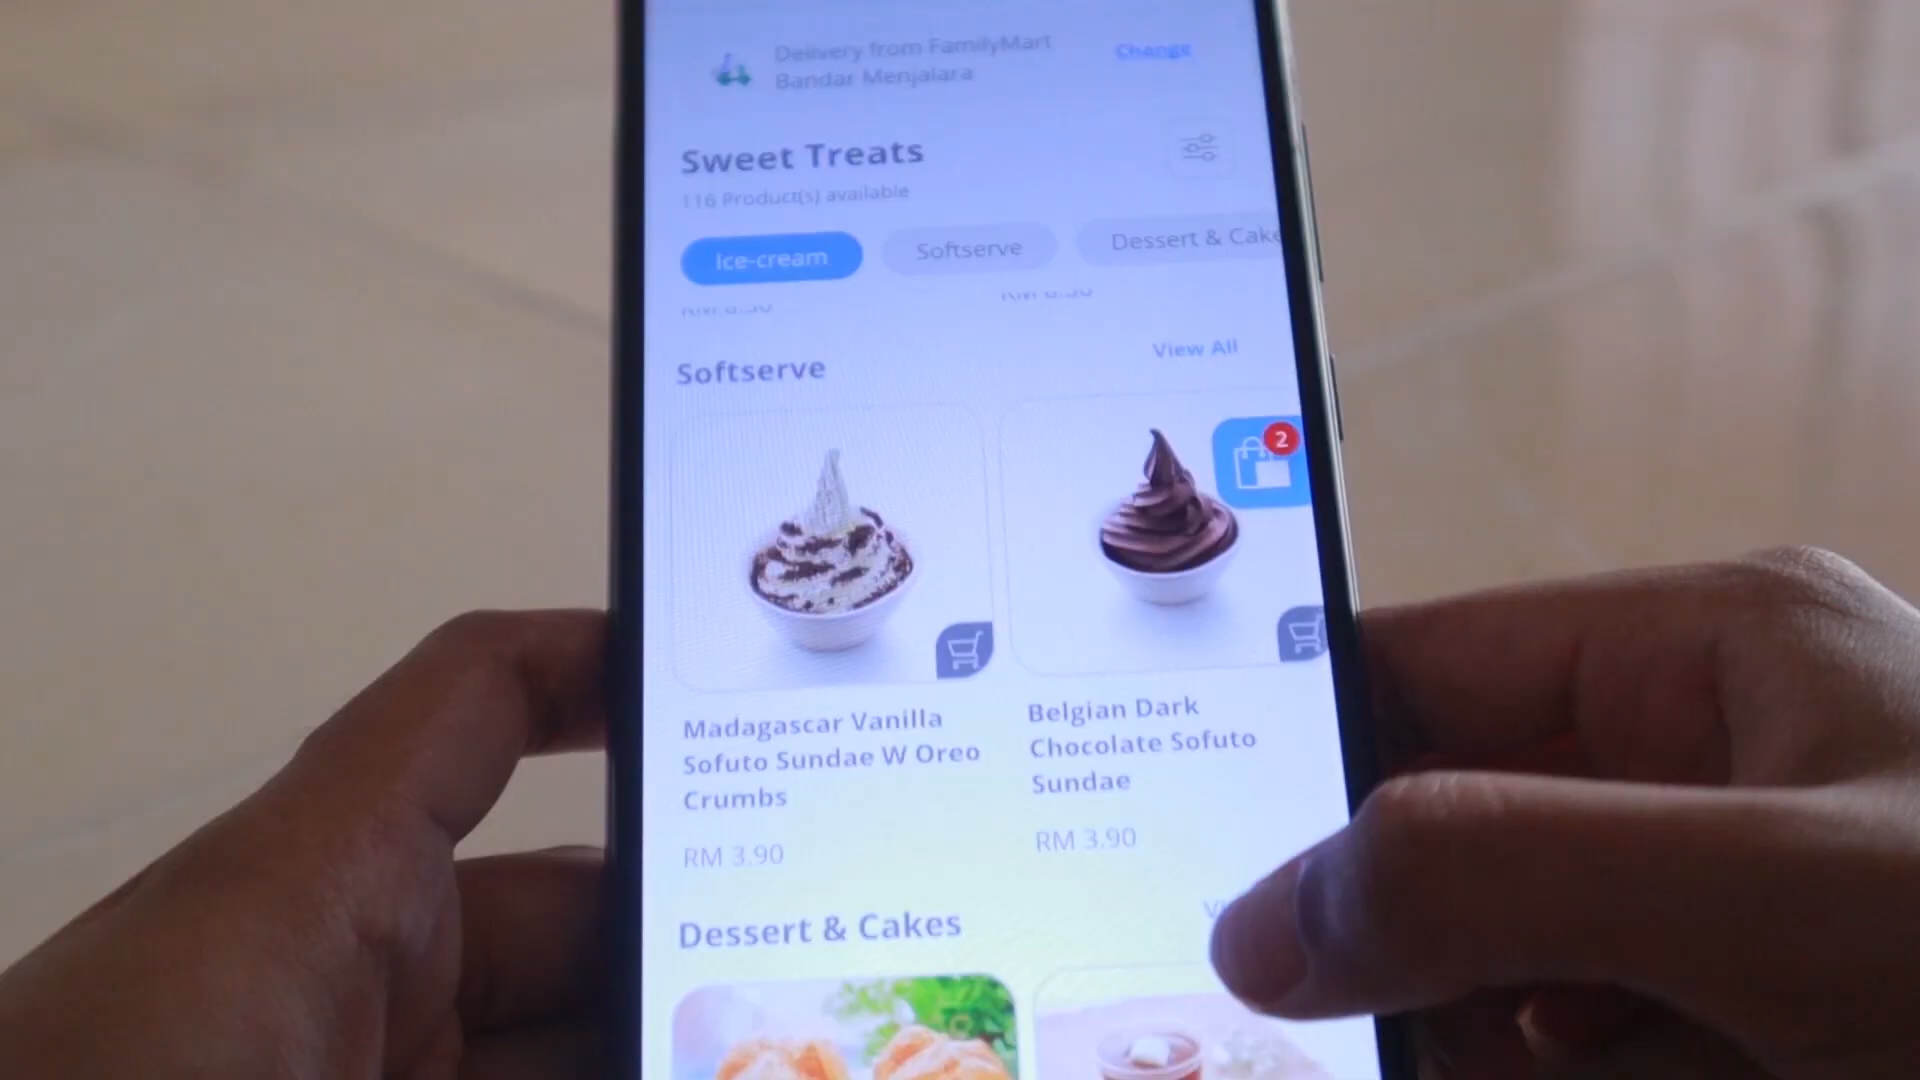 Delivery from FamilyMart
Bandar Menjalara
Change
Sweet Treats
116 Product(s) available
Ice-cream
Softserve
Dessert & Cake
Softserve
View All
2
Madagascar Vanilla
Sofuto Sundae W Oreo
Crumbs
RM 3.90
Belgian Dark
Chocolate Sofuto
Sundae
RM 3.90
Dessert & Cakes